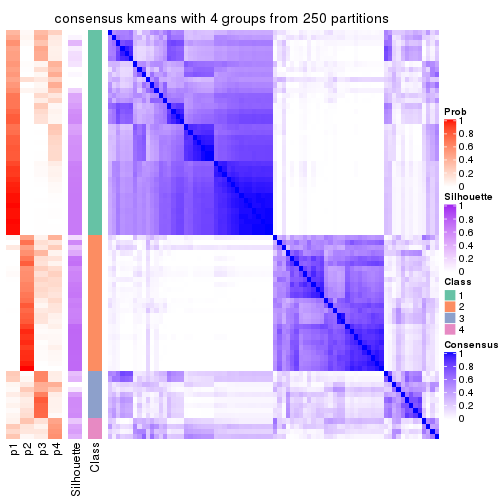 consensus kmeans with 4 groups from 250 partitions
Prob
1
0.8
0.6
0.4
0.2
0
Silhouette
1
0.8
0.6
0.4
0.2
0
Class
1
2
3
4
Consensus
1
0.8
0.6
0.4
0.2
0
p1
p2
p3
p4
Silhouette
Class